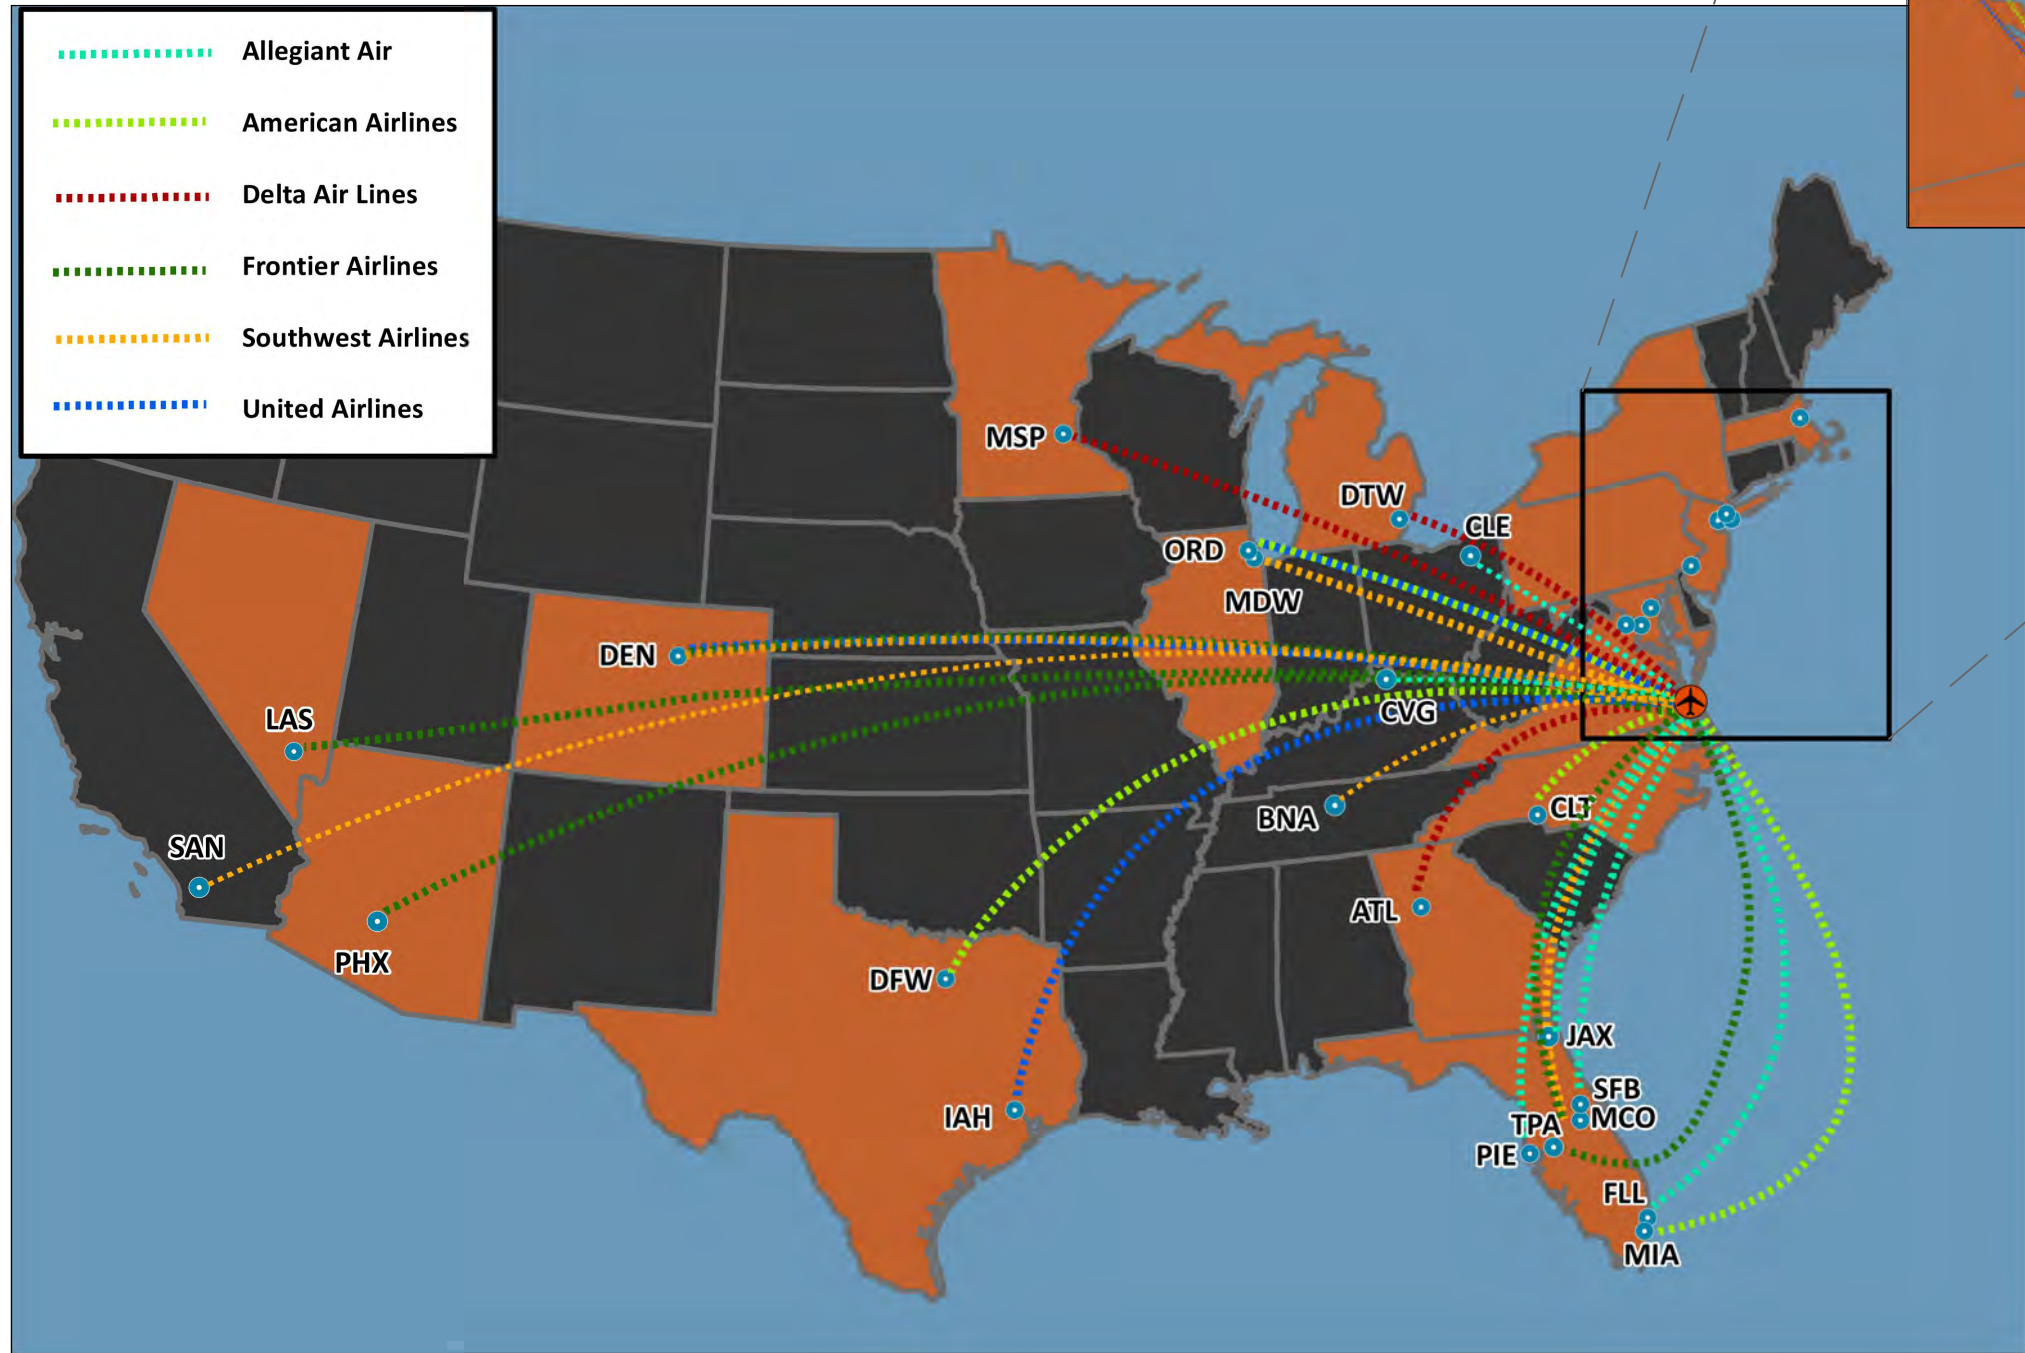 Allegiant Air
American Airlines
Delta Air Lines
Frontier Airlines
Southwest Airlines
United Airlines
MSP
DTW
CLE
ORD
MDW
DEN
CVG
LAS
BNA
CLT
SAN
ATL
PHX
DFW
JAX
SFB
IAH
MCO
TPA
PIE
FLL
MIA